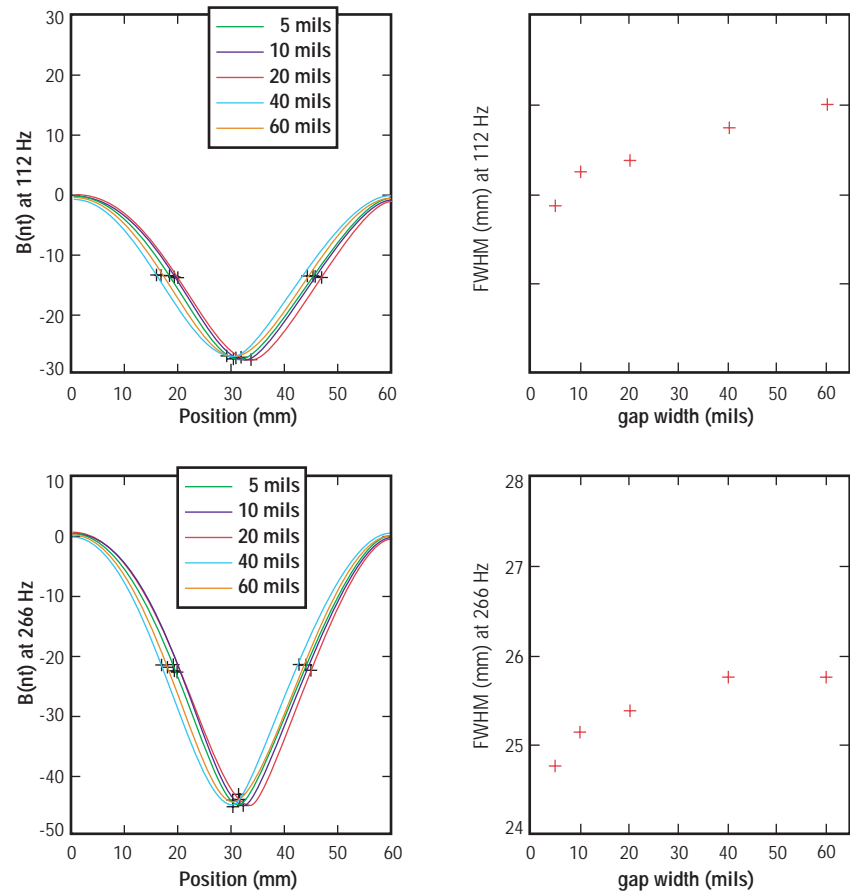 30
20
10
0
-10
-20
-30
B(nt) at 112 Hz
5 mils
10 mils
20 mils
40 mils
60 mils
0 10 20 30 40 50 60
Position (mm)
FWHM (mm) at 112 Hz
0 10 20 30 40 50 60
gap width (mils)
10
0
-10
-20
-30
-40
-50
B(nt) at 266 Hz
5 mils
10 mils
20 mils
40 mils
60 mils
0 10 20 30 40 50 60
Position (mm)
28
27
26
25
24
FWHM (mm) at 266 Hz
0 10 20 30 40 50 60
gap width (mils)